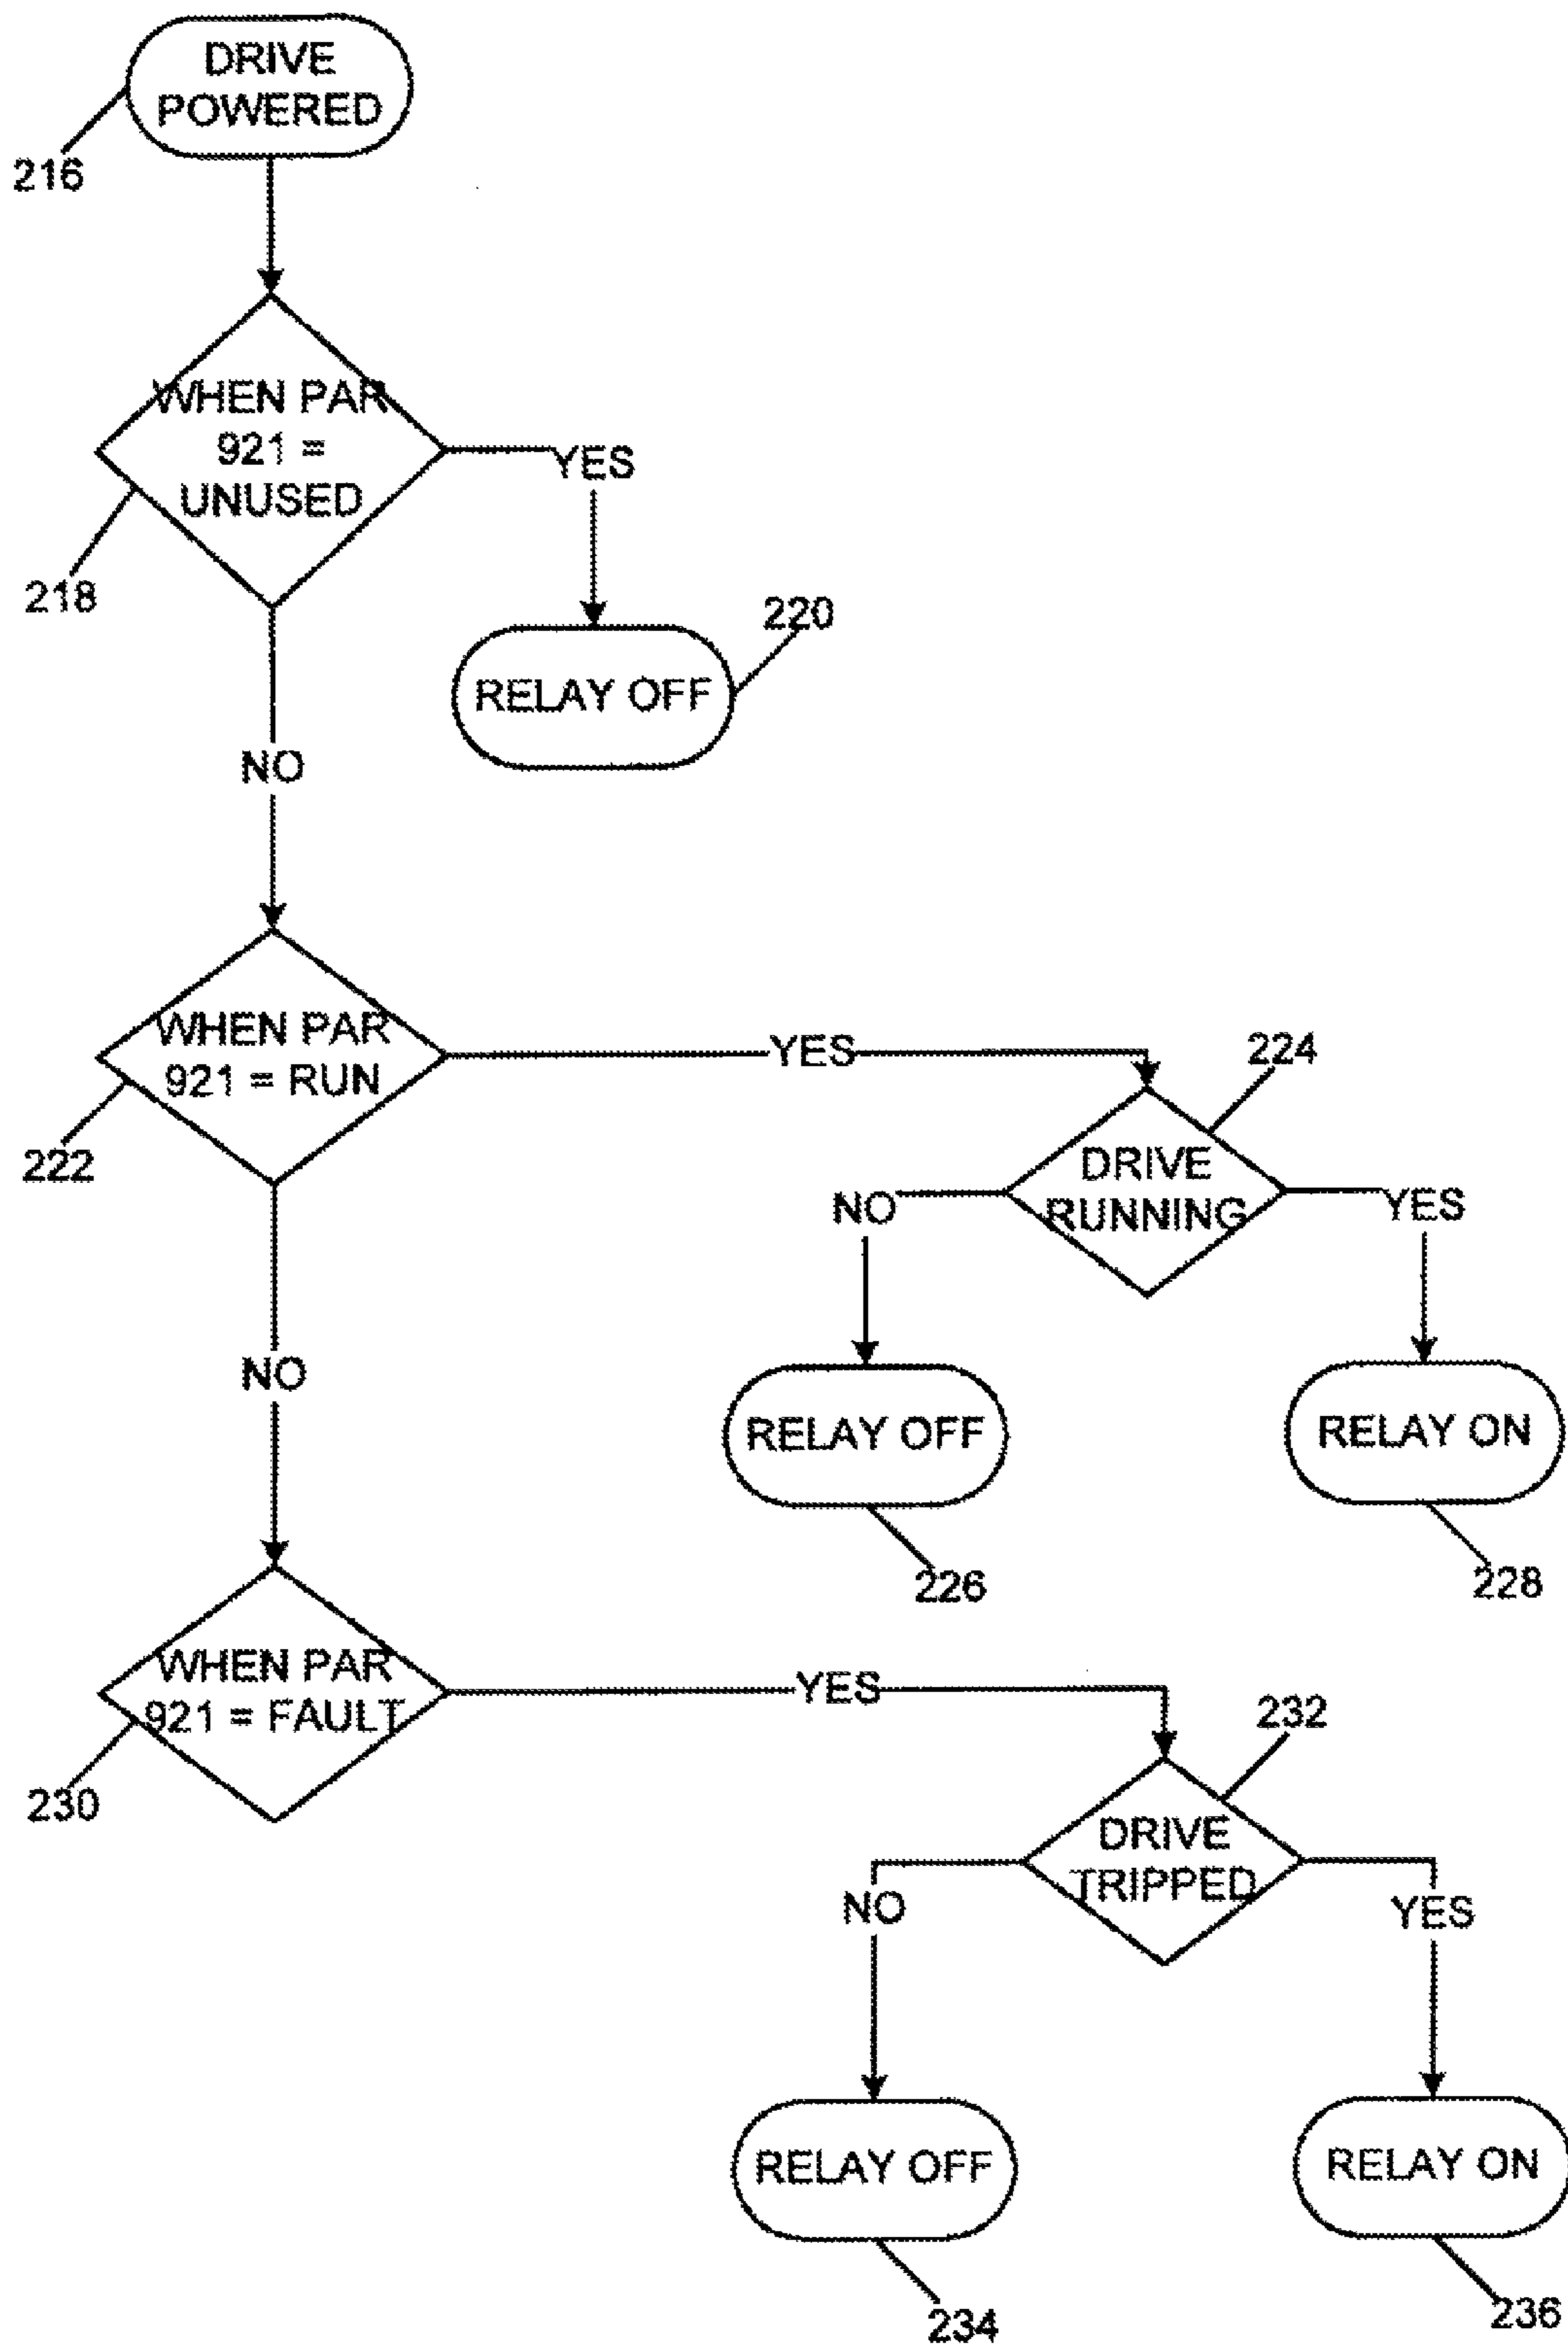 DRIVE
POWERED
216
WHEN PAR
921 =
UNUSED
YES
218
220
RELAY OFF
NO
WHEN PAR
921 = RUN
YES
224
222
DRIVE
RUNNING
NO
YES
NO
RELAY OFF
RELAY ON
226
228
WHEN PAR
921 = FAULT
YES
232
230
DRIVE
TRIPPED
NO
YES
RELAY OFF
RELAY ON
234
236